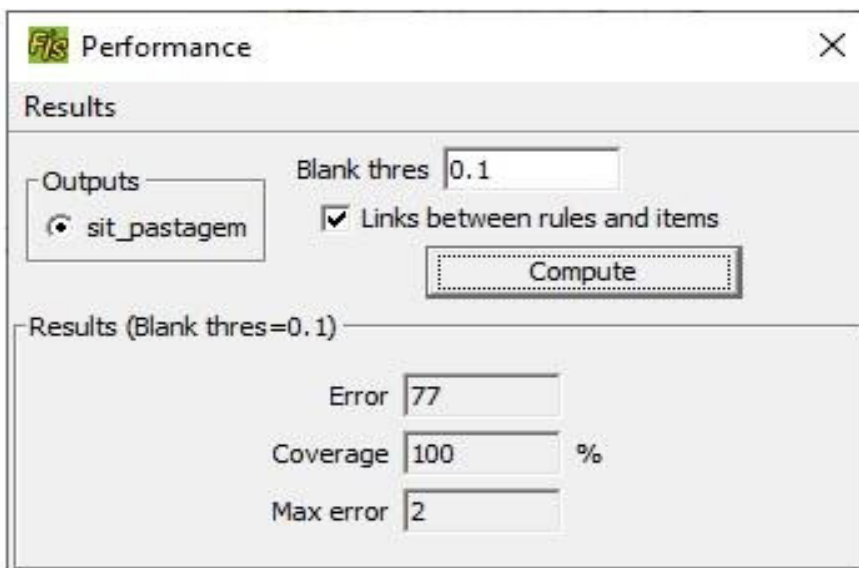 Fis Performance
Results
Outputs
sit_pastagem
Blank thres 0.1
Links between rules and items
Compute
Results (Blank thres=0.1)
Error 77
Coverage 100 %
Max error 2